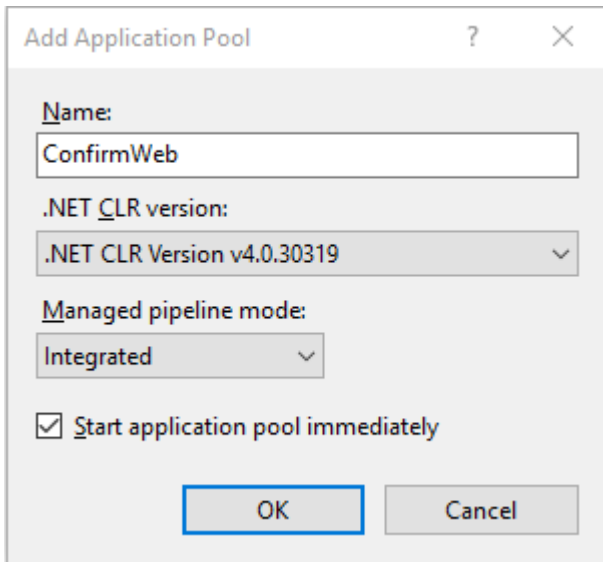 Add Application Pool ?
Name:
ConfirmWeb
.NET CLR version:
.NET CLR Version v4.0.30319
Managed pipeline mode:
Integrated
Start application pool immediately
OK Cancel